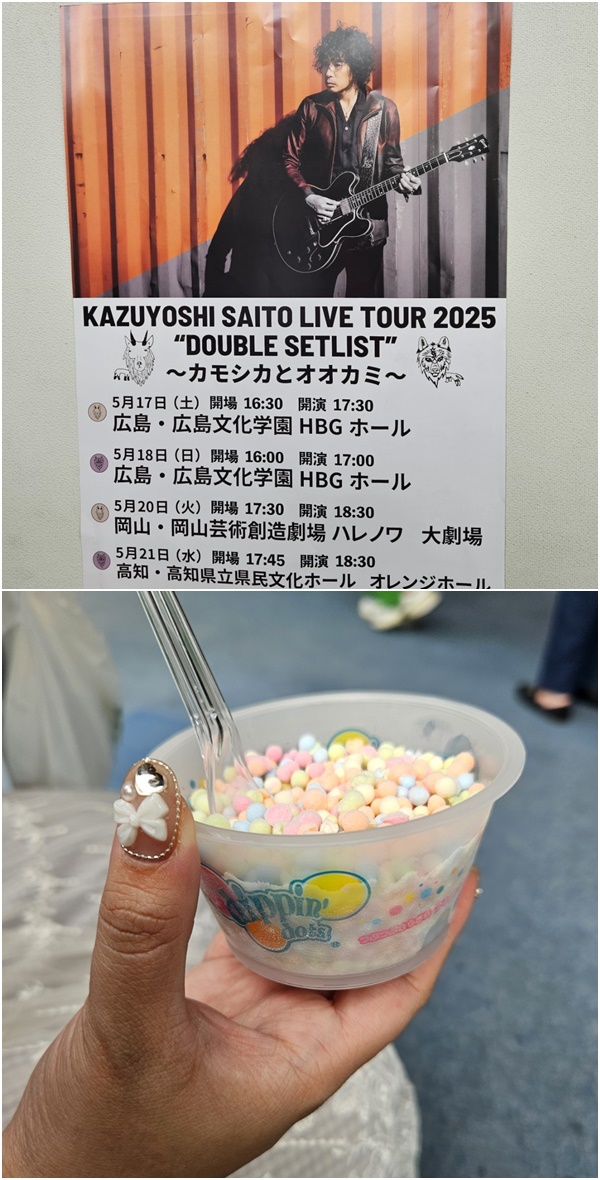 KAZUYOSHI SAITO LIVE TOUR 2025
“DOUBLE SETLIST”
～カモシカとオオカミ～
5月17日（土） 開場 16:30 開演 17:30
広島・広島文化学園 HBG ホール
5月18日（日） 開場 16:00 開演 17:00
広島・広島文化学園 HBG ホール
5月20日（火） 開場 17:30 開演 18:30
岡山・岡山芸術創造劇場 ハレノワ 大劇場
5月21日（水） 開場 17:45 開演 18:30
高知・高知県立県民文化ホール オレンジホール
dippin'
dots